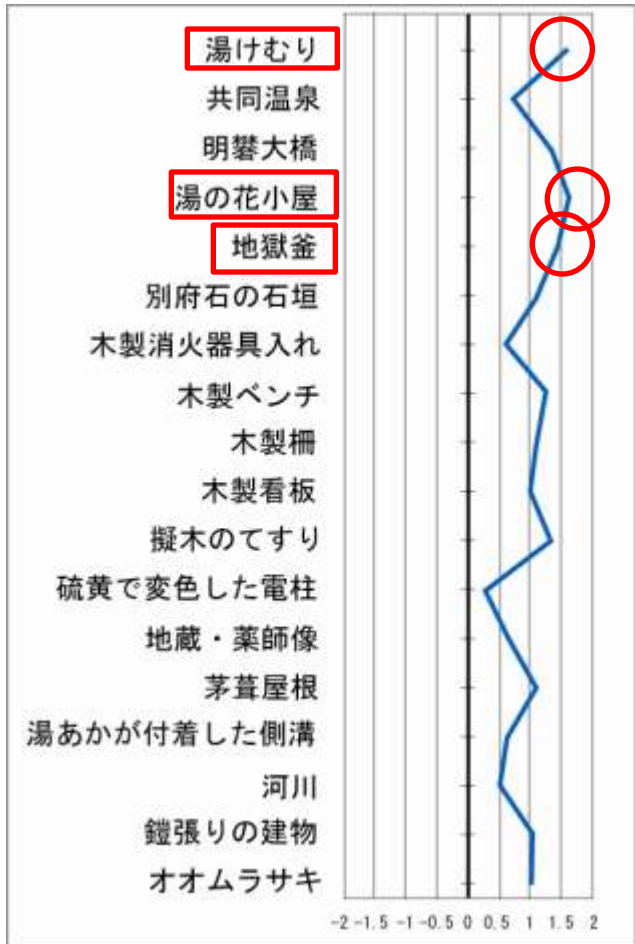 湯けむり
共同温泉
明礬大橋
湯の花小屋
地獄釜
別府石の石垣
木製消火器具入れ
木製ベンチ
木製柵
木製看板
擬木のてすり
硫黄で変色した電柱
地蔵・薬師像
茅葺屋根
湯あかが付着した側溝
河川
鎧張りの建物
オオムラサキ
-2 -1.5 -1 -0.5 0 0.5 1 1.5 2